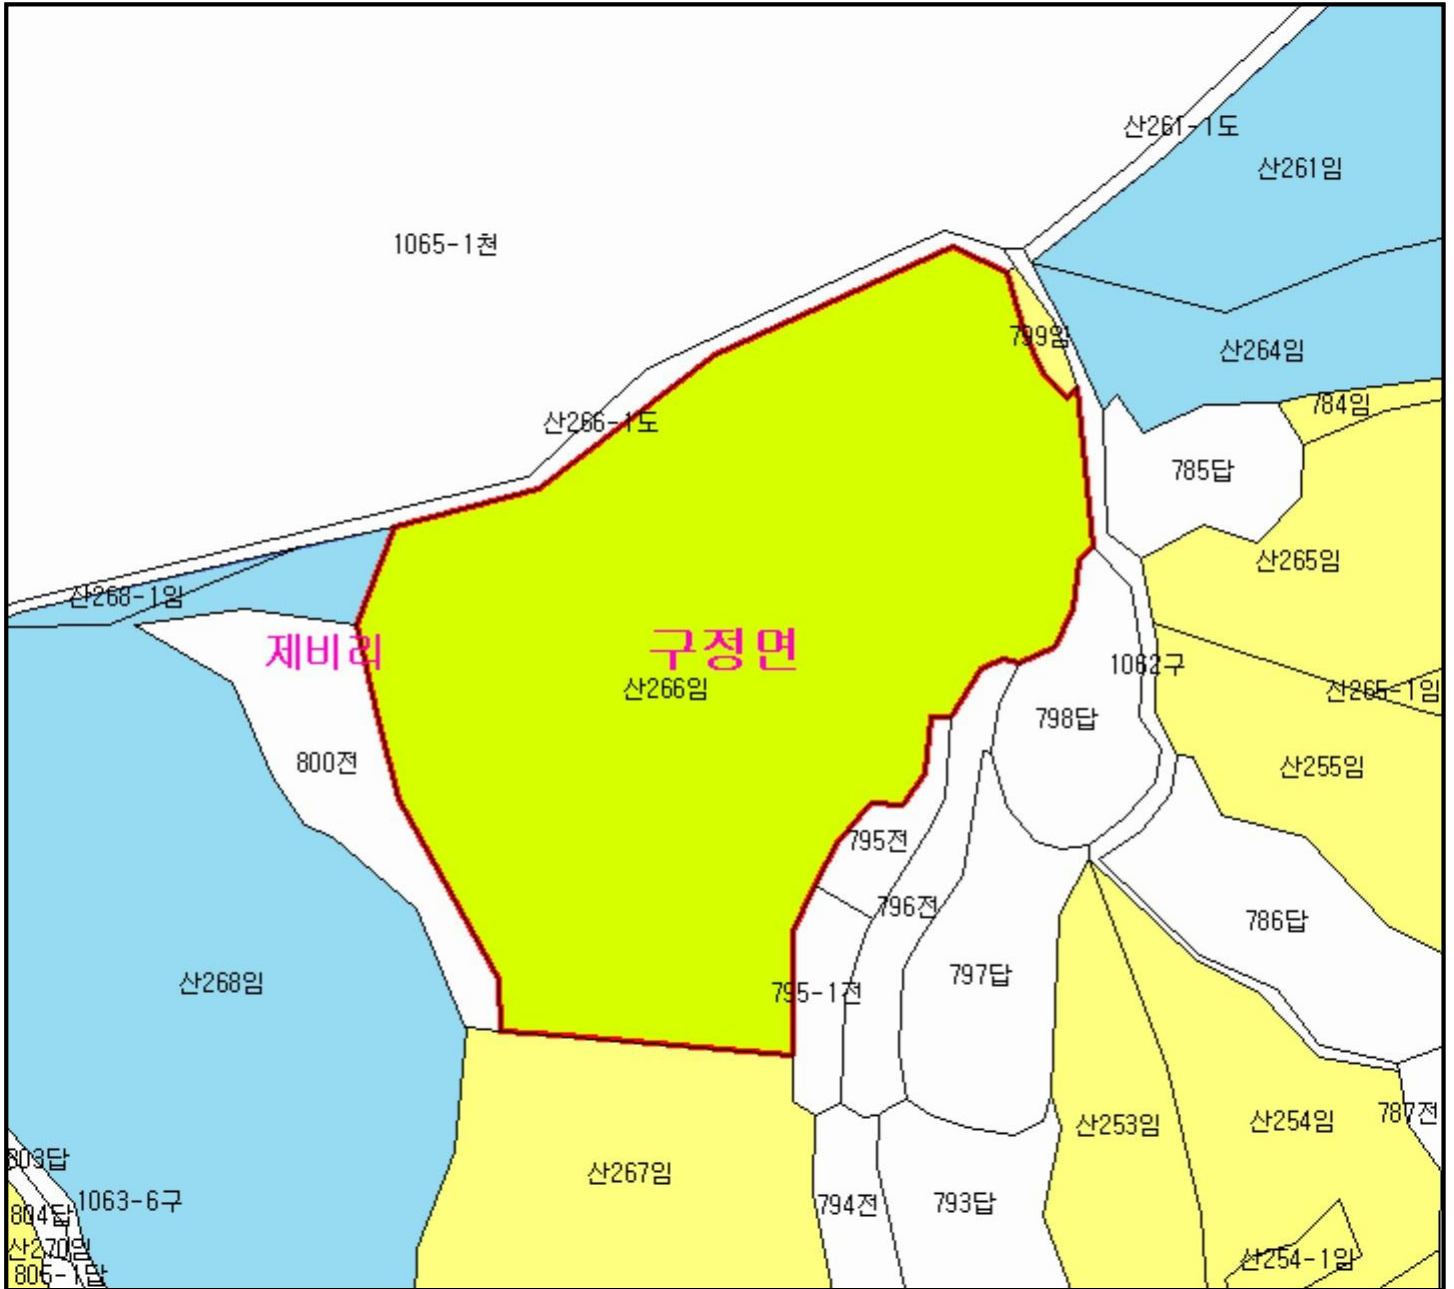 산261-1도
산261임
1065-1천
799임
산264임
784임
산266-1도
785답
산265임
산268-1임
제비리
구정면
1062구
산266임
산265-1임
798답
800전
산255임
795전
796전
786답
797답
산268임
795-1전
787전
산253임
산254임
803답
산267임
1063-6구
794전
793답
804답
산270임
산254-1임
805-1답